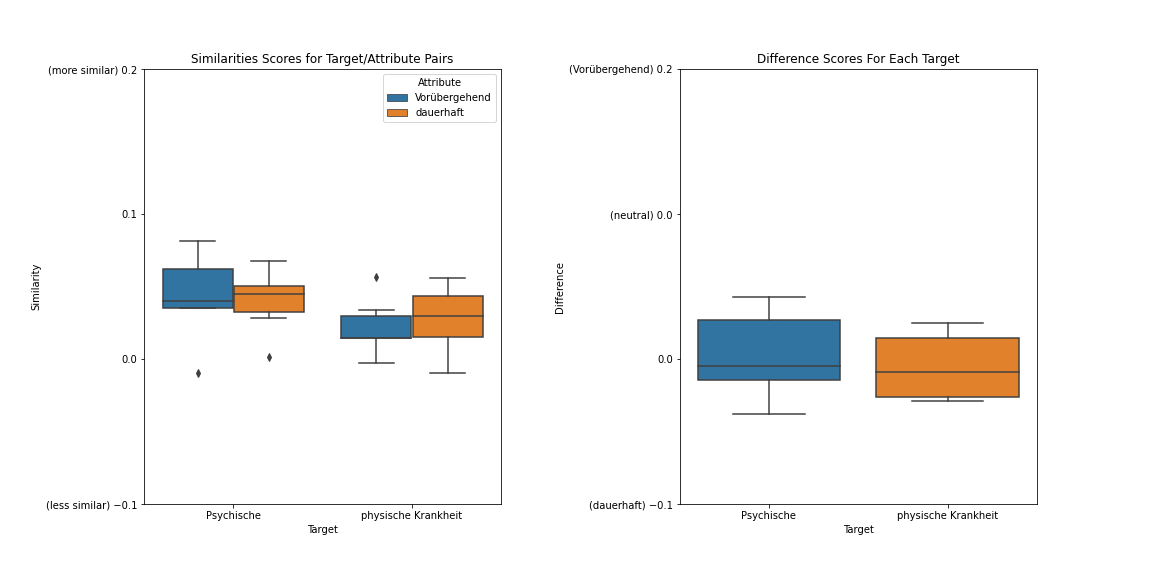 Similarities Scores for Target/Attribute Pairs
(more similar) 0.2
Attribute
Vorübergehend
dauerhaft
0.1
Similarity
0.0
(less similar) −0.1
Psychische
physische Krankheit
Target
Difference Scores For Each Target
(Vorübergehend) 0.2
(neutral) 0.0
Difference
0.0
(dauerhaft) −0.1
Psychische
physische Krankheit
Target